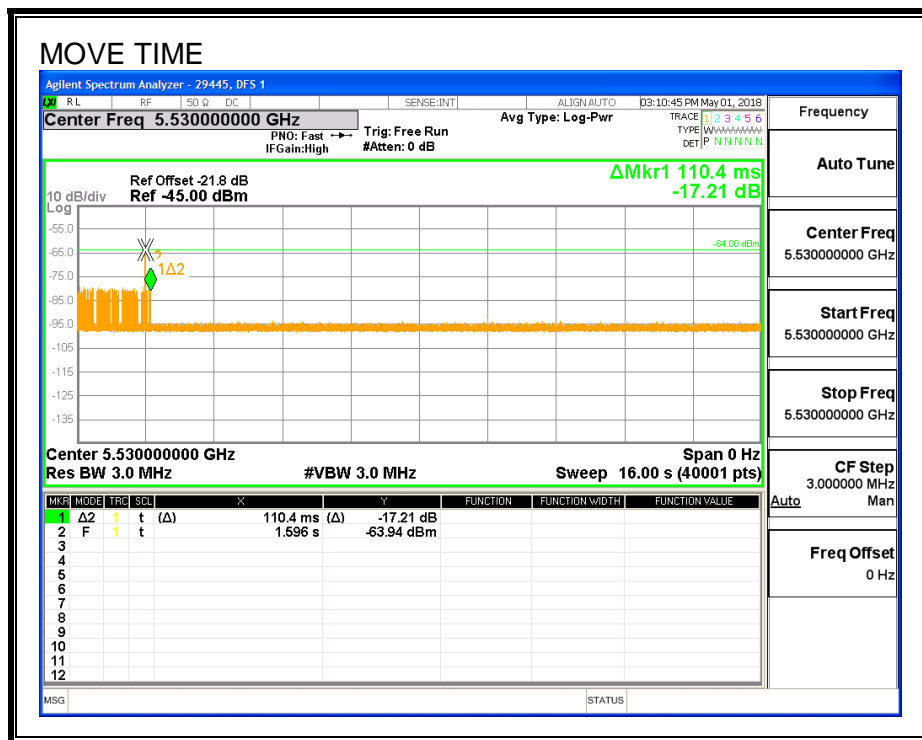 MOVE TIME
Agilent Spectrum Analyzer - 29445, DFS 1
LXI RL RF 50 Ω DC SENSE:INT ALIGN AUTO 03:10:45 PM May 01, 2018
Center Freq 5.530000000 GHz
PNO: Fast
IFGain:High
Trig: Free Run
#Atten: 0 dB
Avg Type: Log-Pwr
TRACE 1 2 3 4 5 6
TYPE WWWWWW
DET P N N N N N
Ref Offset -21.8 dB
Ref -45.00 dBm
10 dB/div
Log
ΔMkr1 110.4 ms
-17.21 dB
-55.0
-65.0
-75.0
-85.0
-95.0
-105
-115
-125
-135
-64.00 dBm
2
1Δ2
Center 5.530000000 GHz Span 0 Hz
Res BW 3.0 MHz #VBW 3.0 MHz Sweep 16.00 s (40001 pts)
MKR MODE TRC SCL X Y FUNCTION FUNCTION WIDTH FUNCTION VALUE
1 Δ2 1 t (Δ) 110.4 ms (Δ) -17.21 dB
2 F 1 t 1.596 s -63.94 dBm
3
4
5
6
7
8
9
10
11
12
MSG STATUS
Frequency
Auto Tune
Center Freq
5.530000000 GHz
Start Freq
5.530000000 GHz
Stop Freq
5.530000000 GHz
CF Step
3.000000 MHz
Auto Man
Freq Offset
0 Hz